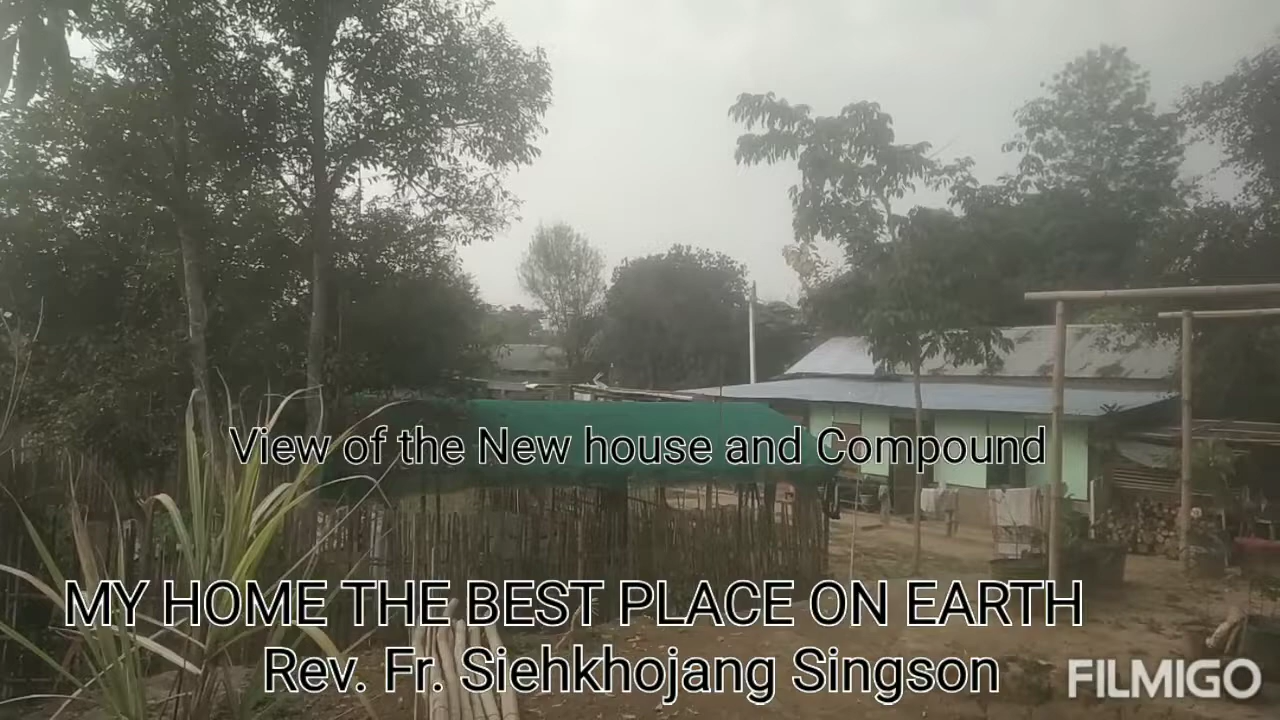 View of the New house and Compound
MY HOME THE BEST PLACE ON EARTH
Rev. Fr. Siehkhojang Singson
FILMIGO